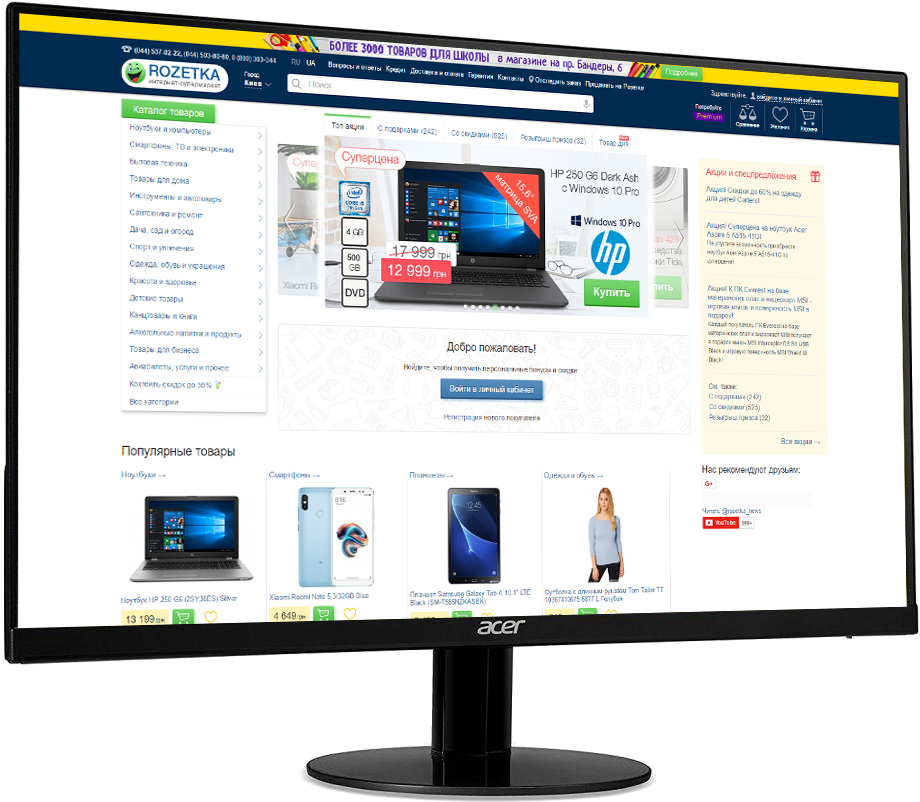 БОЛЕЕ 3000 ТОВАРОВ ДЛЯ ШКОЛЫ в магазине на пр. Бандеры, 6
Подробнее
(044) 537-02-22, (044) 503-80-80, 0 (800) 303-344
RU UA
Вопросы и ответы Кредит Доставка и оплата Гарантия Контакты Отследить заказ Продавать на Розетке
ROZETKA
интернет-супермаркет
Город
Киев
Поиск
Здравствуйте, войдите в личный кабинет
Попробуйте
Premium
Сравнение
Желания
Корзина
Каталог товаров
Ноутбуки и компьютеры
Смартфоны, ТВ и электроника
Бытовая техника
Товары для дома
Инструменты и автотовары
Сантехника и ремонт
Дача, сад и огород
Спорт и увлечения
Одежда, обувь и украшения
Красота и здоровье
Детские товары
Канцтовары и книги
Алкогольные напитки и продукты
Товары для бизнеса
Авиабилеты, услуги и прочее
Коктейль скидок до 56%
Все категории
Топ акции
С подарками (242)
Со скидками (525)
Розыгрыш призов (32)
Товар дня
Суперцена
intel
CORE i3
4 GB
500
GB
DVD
15.6"
матрица SVA
17 999 грн
12 999 грн
HP 250 G6 Dark Ash
с Windows 10 Pro
Windows 10 Pro
hp
Купить
Xiaomi R
Добро пожаловать!
Войдите, чтобы получить персональные бонусы и скидки
Войти в личный кабинет
Регистрация нового покупателя
Акции и спецпредложения
Акция! Скидки до 60% на одежду
для детей Carters!
Акция! Суперцена на ноутбук Acer
Aspire 5 A515-41G!
Не упустите возможность приобрести
ноутбук Acer Aspire 5 A515-41G по
суперцене!
Акция! К ПК Everest на базе
материнских плат и видеокарт MSI -
игровая мышь и поверхность MSI в
подарок!
Каждый покупатель ПК Everest на базе
материнских плат и видеокарт MSI получает
в подарок мышь MSI Interceptor DS B1 USB
Black и игровую поверхность MSI Shield M
Black!
См. также:
С подарками (242)
Со скидками (525)
Розыгрыш призов (32)
Все акции →
Нас рекомендуют друзьям:
G+
Читать @rozetka_news
YouTube 999+
Популярные товары
Ноутбуки →
Смартфоны →
Планшеты →
Одежда и обувь →
Ноутбук HP 250 G6 (2SY38ES) Silver
13 199 грн
Xiaomi Redmi Note 5 3/32GB Blue
4 649 грн
Планшет Samsung Galaxy Tab A 10.1" LTE
Black (SM-T585NZKASEK)
Футболка с длинным рукавом Tom Tailor TT
10367410075 6877 L Голубая
acer